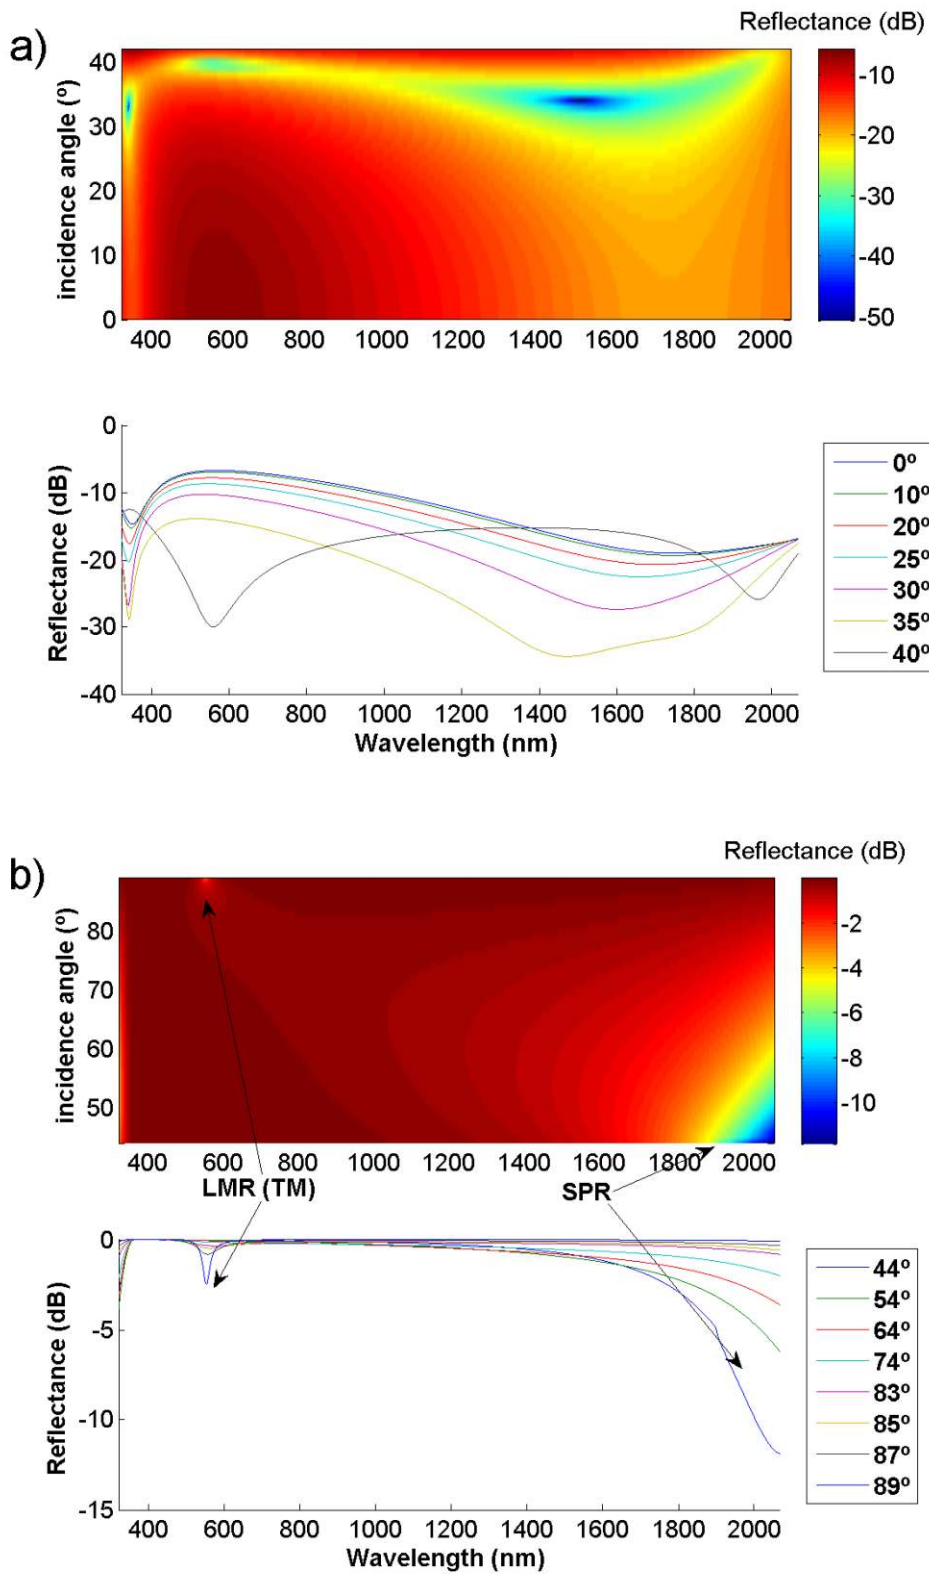 Reflectance (dB)
a)
incidence angle (º)
40
30
20
10
0
400 600 800 1000 1200 1400 1600 1800 2000
-10
-20
-30
-40
-50
Reflectance (dB)
0
-10
-20
-30
-40
400 600 800 1000 1200 1400 1600 1800 2000
Wavelength (nm)
0º
10º
20º
25º
30º
35º
40º
Reflectance (dB)
b)
incidence angle (º)
80
70
60
50
400 600 800 1000 1200 1400 1600 1800 2000
-2
-4
-6
-8
-10
LMR (TM)
SPR
Reflectance (dB)
0
-5
-10
-15
400 600 800 1000 1200 1400 1600 1800 2000
Wavelength (nm)
44º
54º
64º
74º
83º
85º
87º
89º